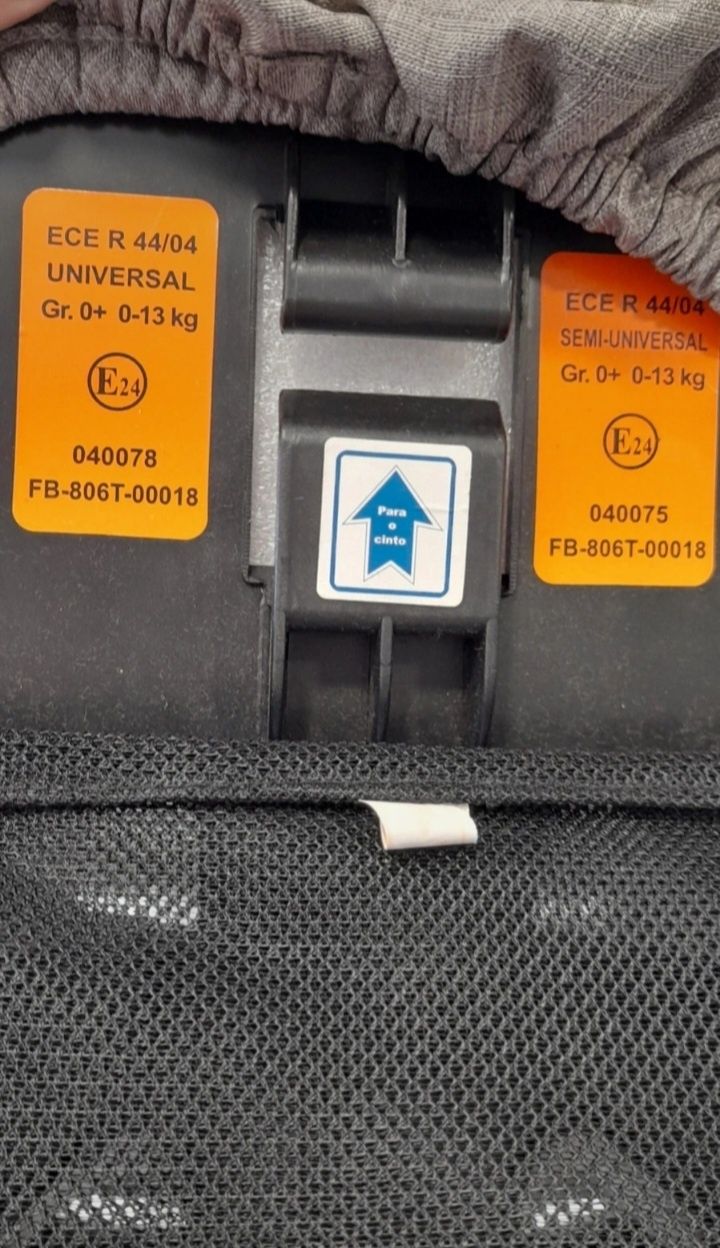 ECE R 44/04
UNIVERSAL
Gr. 0+ 0-13 kg
E24
040078
FB-806T-00018
Para
o
cinto
ECE R 44/04
SEMI-UNIVERSAL
Gr. 0+ 0-13 kg
E24
040075
FB-806T-00018